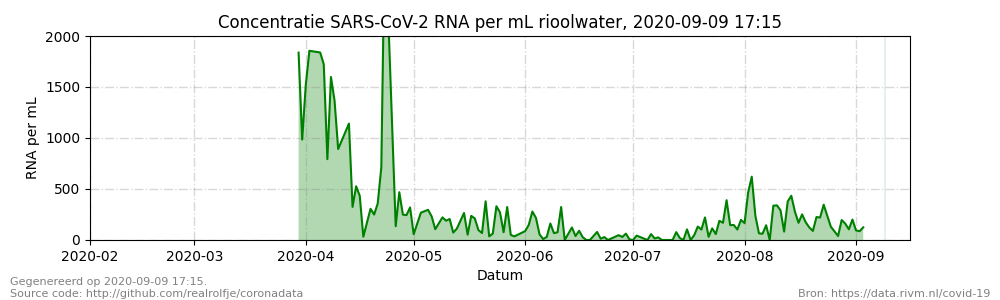 Concentratie SARS-CoV-2 RNA per mL rioolwater, 2020-09-09 17:15
2000
1500
1000
500
0
RNA per mL
2020-02 2020-03 2020-04 2020-05 2020-06 2020-07 2020-08 2020-09
Datum
Gegenereerd op 2020-09-09 17:15.
Source code: http://github.com/realrolfje/coronadata
Bron: https://data.rivm.nl/covid-19